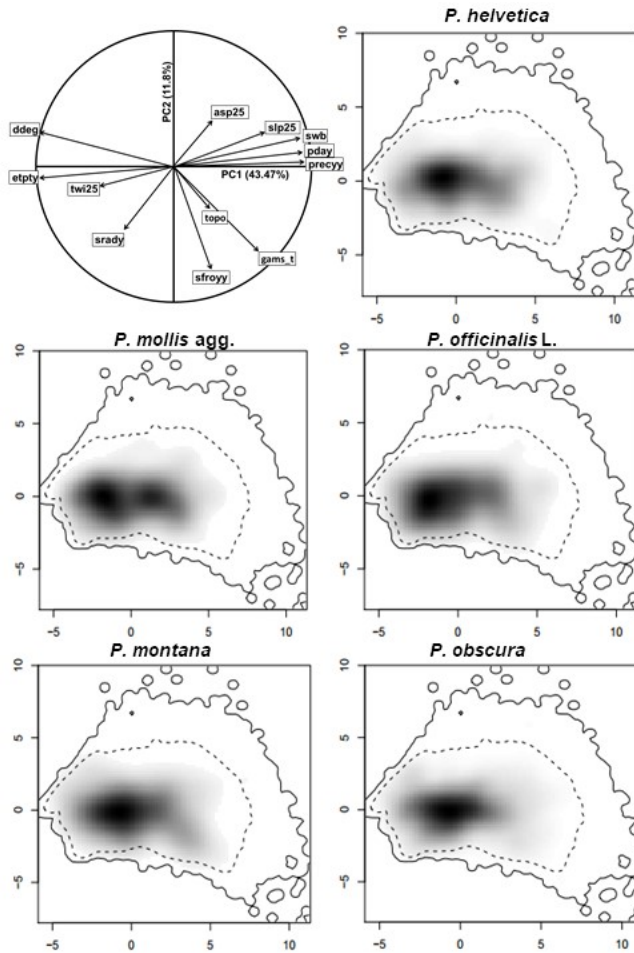 P. helvetica
PC2 (11.8%)
asp25
ddeg
slp25
swb
pday
precyy
PC1 (43.47%)
etpty
twi25
topo
srady
gams_t
sfroyy
10
5
0
-5
-5 0 5 10
P. mollis agg.
P. officinalis L.
10
5
0
-5
-5 0 5 10
10
5
0
-5
-5 0 5 10
P. montana
P. obscura
10
5
0
-5
-5 0 5 10
10
5
0
-5
-5 0 5 10